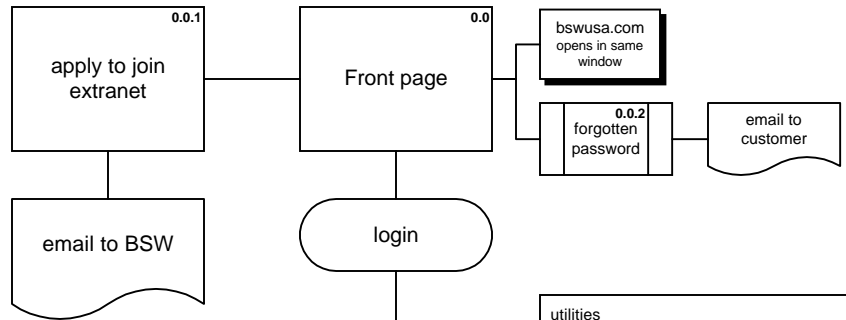 0.0.1
apply to join
extranet
0.0
Front page
bswusa.com
opens in same
window
0.0.2
forgotten
password
email to
customer
email to BSW
login
utilities